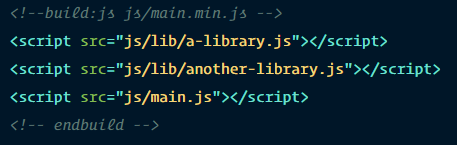 <!--build:js js/main.min.js -->
<script src="js/lib/a-library.js"></script>
<script src="js/lib/another-library.js"></script>
<script src="js/main.js"></script>
<!-- endbuild -->